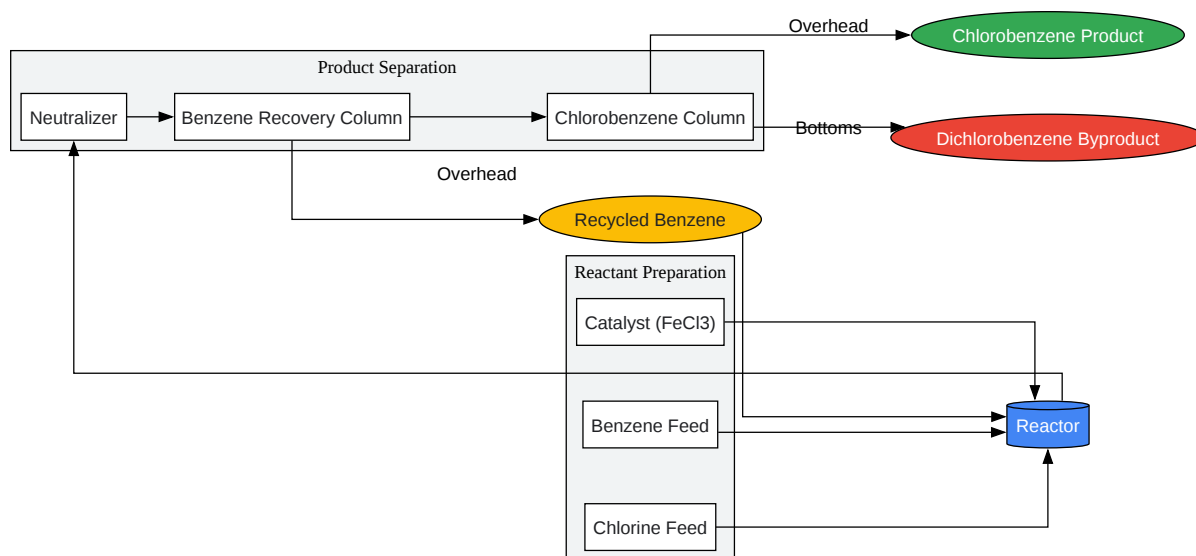 Overhead
Chlorobenzene Product
Product Separation
Neutralizer
Benzene Recovery Column
Chlorobenzene Column
Bottoms
Dichlorobenzene Byproduct
Overhead
Recycled Benzene
Reactant Preparation
Catalyst (FeCl3)
Benzene Feed
Reactor
Chlorine Feed